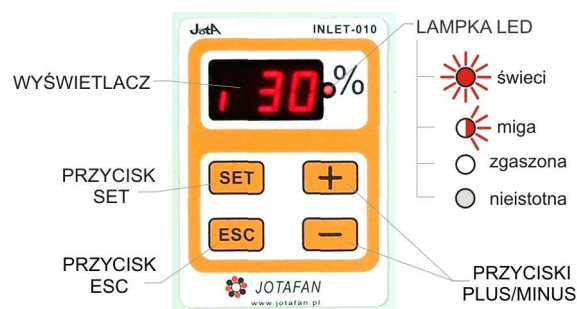 JotA
INLET-010
LAMPKA LED
WYŚWIETLACZ
ı 30
%
świeci
miga
zgaszona
nieistotna
PRZYCISK
SET
SET
+
ESC
−
PRZYCISK
ESC
PRZYCISKI
PLUS/MINUS
JOTAFAN
www.jotafan.pl